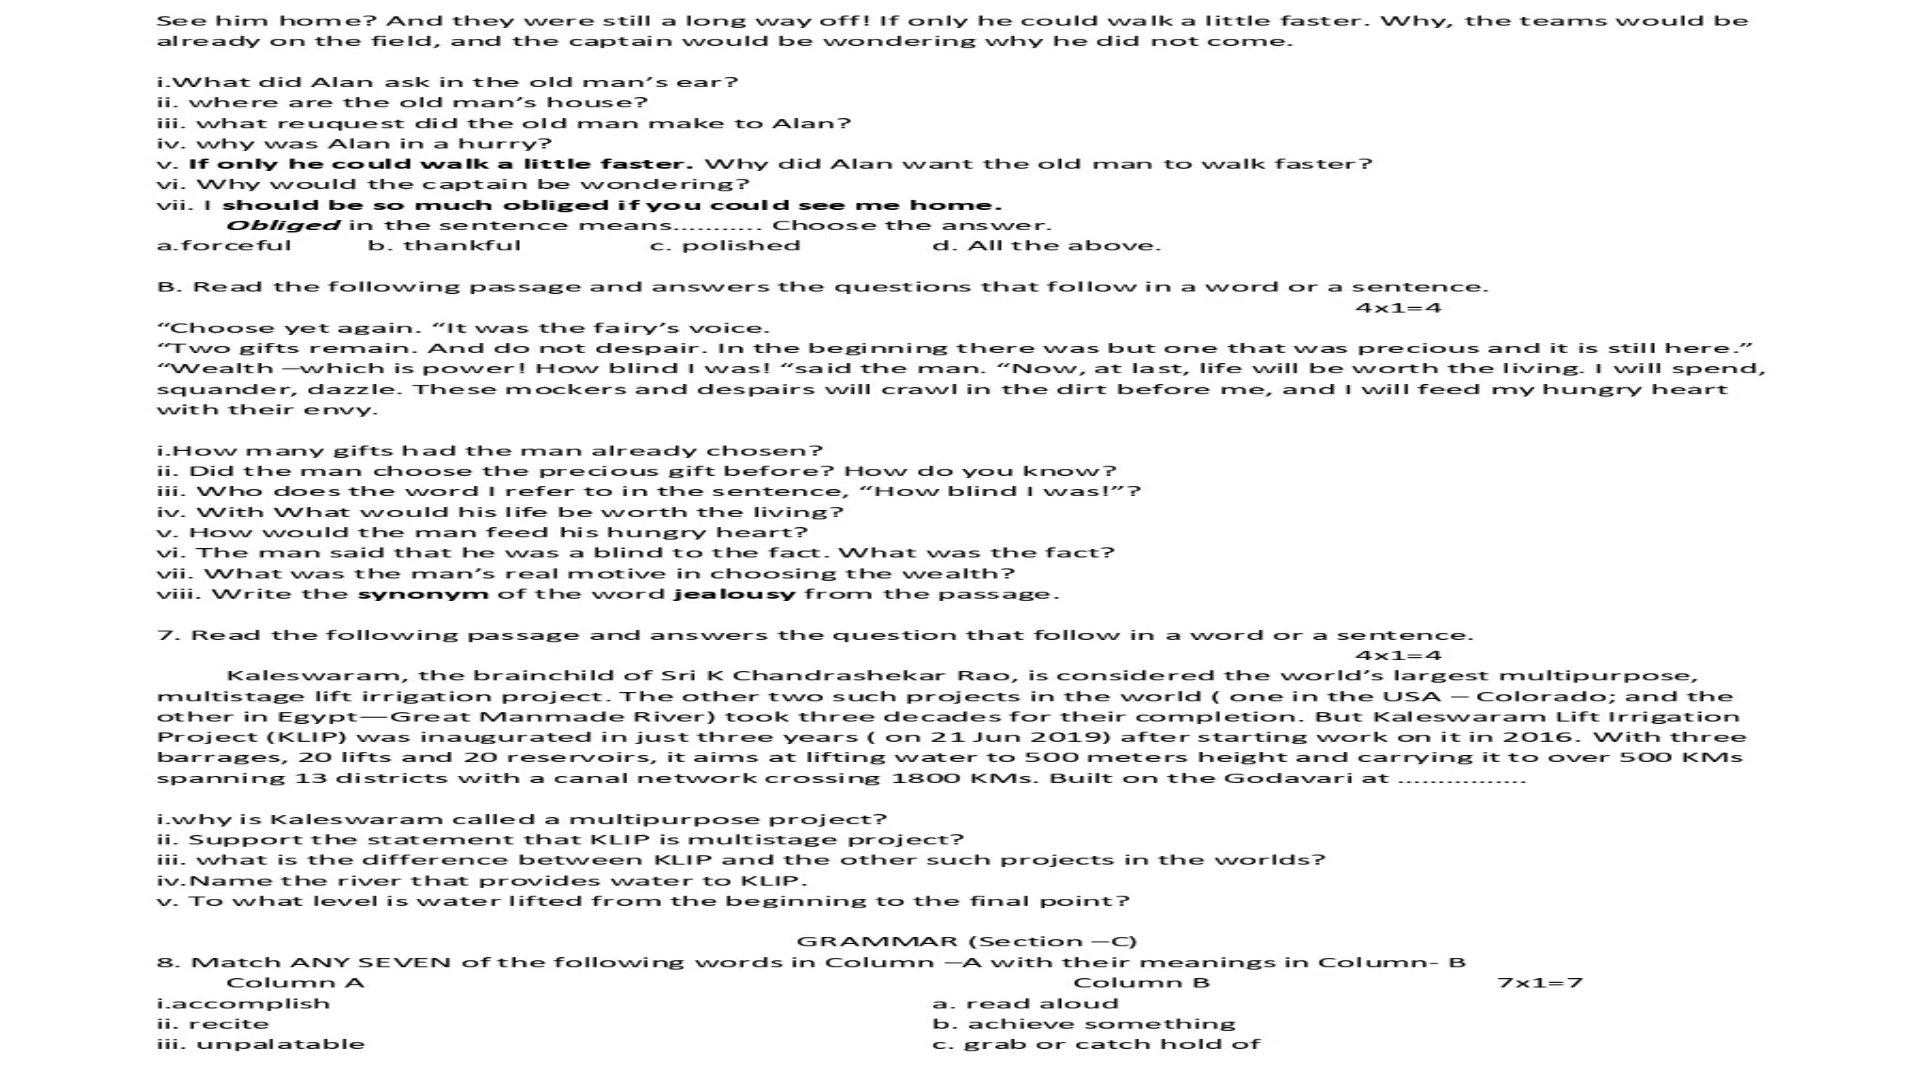 See him home? And they were still a long way off! If only he could walk a little faster. Why, the teams would be
already on the field, and the captain would be wondering why he did not come.
i.What did Alan ask in the old man’s ear?
ii. where are the old man’s house?
iii. what reuquest did the old man make to Alan?
iv. why was Alan in a hurry?
v. If only he could walk a little faster. Why did Alan want the old man to walk faster?
vi. Why would the captain be wondering?
vii. I should be so much obliged if you could see me home.
Obliged in the sentence means........... Choose the answer.
a.forceful b. thankful c. polished d. All the above.
B. Read the following passage and answers the questions that follow in a word or a sentence.
4x1=4
“Choose yet again. “It was the fairy’s voice.
“Two gifts remain. And do not despair. In the beginning there was but one that was precious and it is still here.”
“Wealth –which is power! How blind I was! “said the man. “Now, at last, life will be worth the living. I will spend,
squander, dazzle. These mockers and despairs will crawl in the dirt before me, and I will feed my hungry heart
with their envy.
i.How many gifts had the man already chosen?
ii. Did the man choose the precious gift before? How do you know?
iii. Who does the word I refer to in the sentence, “How blind I was!”?
iv. With What would his life be worth the living?
v. How would the man feed his hungry heart?
vi. The man said that he was a blind to the fact. What was the fact?
vii. What was the man’s real motive in choosing the wealth?
viii. Write the synonym of the word jealousy from the passage.
7. Read the following passage and answers the question that follow in a word or a sentence.
4x1=4
Kaleswaram, the brainchild of Sri K Chandrashekar Rao, is considered the world’s largest multipurpose,
multistage lift irrigation project. The other two such projects in the world ( one in the USA – Colorado; and the
other in Egypt—Great Manmade River) took three decades for their completion. But Kaleswaram Lift Irrigation
Project (KLIP) was inaugurated in just three years ( on 21 Jun 2019) after starting work on it in 2016. With three
barrages, 20 lifts and 20 reservoirs, it aims at lifting water to 500 meters height and carrying it to over 500 KMs
spanning 13 districts with a canal network crossing 1800 KMs. Built on the Godavari at ................
i.why is Kaleswaram called a multipurpose project?
ii. Support the statement that KLIP is multistage project?
iii. what is the difference between KLIP and the other such projects in the worlds?
iv.Name the river that provides water to KLIP.
v. To what level is water lifted from the beginning to the final point?
GRAMMAR (Section –C)
8. Match ANY SEVEN of the following words in Column –A with their meanings in Column- B
Column A Column B 7x1=7
i.accomplish a. read aloud
ii. recite b. achieve something
iii. unpalatable c. grab or catch hold of